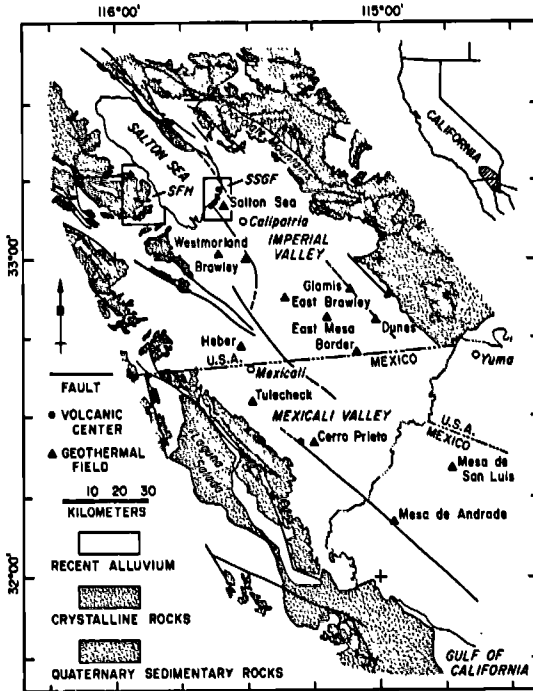 116°00'
115°00'
SALTON SEA
CALIFORNIA
SFH
SSGF
Salton Sea
Calipatria
Westmorland
IMPERIAL
VALLEY
Brawley
33°00'
Glamis
East Brawley
East Mesa
Dunes
Border
Heber
U.S.A.
MEXICO
Yuma
Mexicali
FAULT
Tulecheck
VOLCANIC
CENTER
MEXICALI VALLEY
U.S.A.
MEXICO
Cerro Prieto
GEOTHERMAL
FIELD
Mesa de
San Luis
10 20 30
KILOMETERS
Mesa de Andrade
RECENT ALLUVIUM
32°00'
CRYSTALLINE ROCKS
QUATERNARY SEDIMENTARY ROCKS
GULF OF
CALIFORNIA